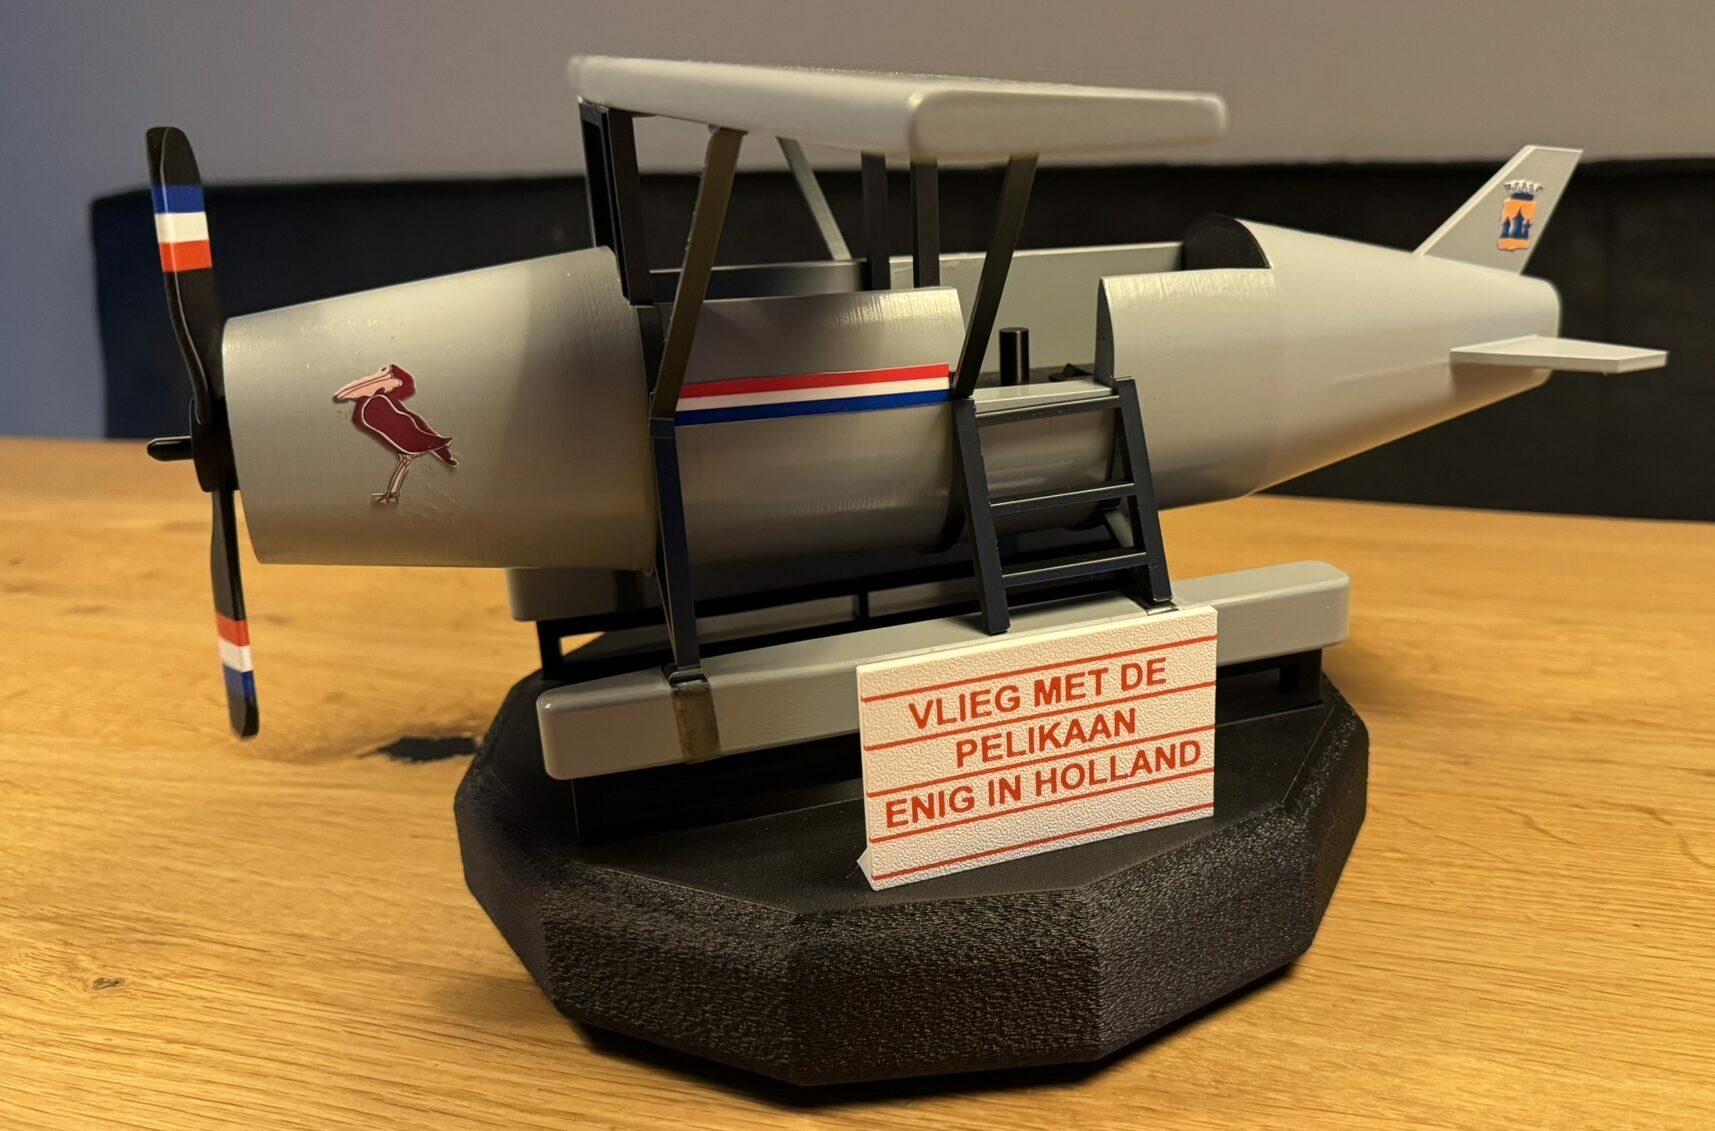 VLIEG MET DE
PELIKAAN
ENIG IN HOLLAND